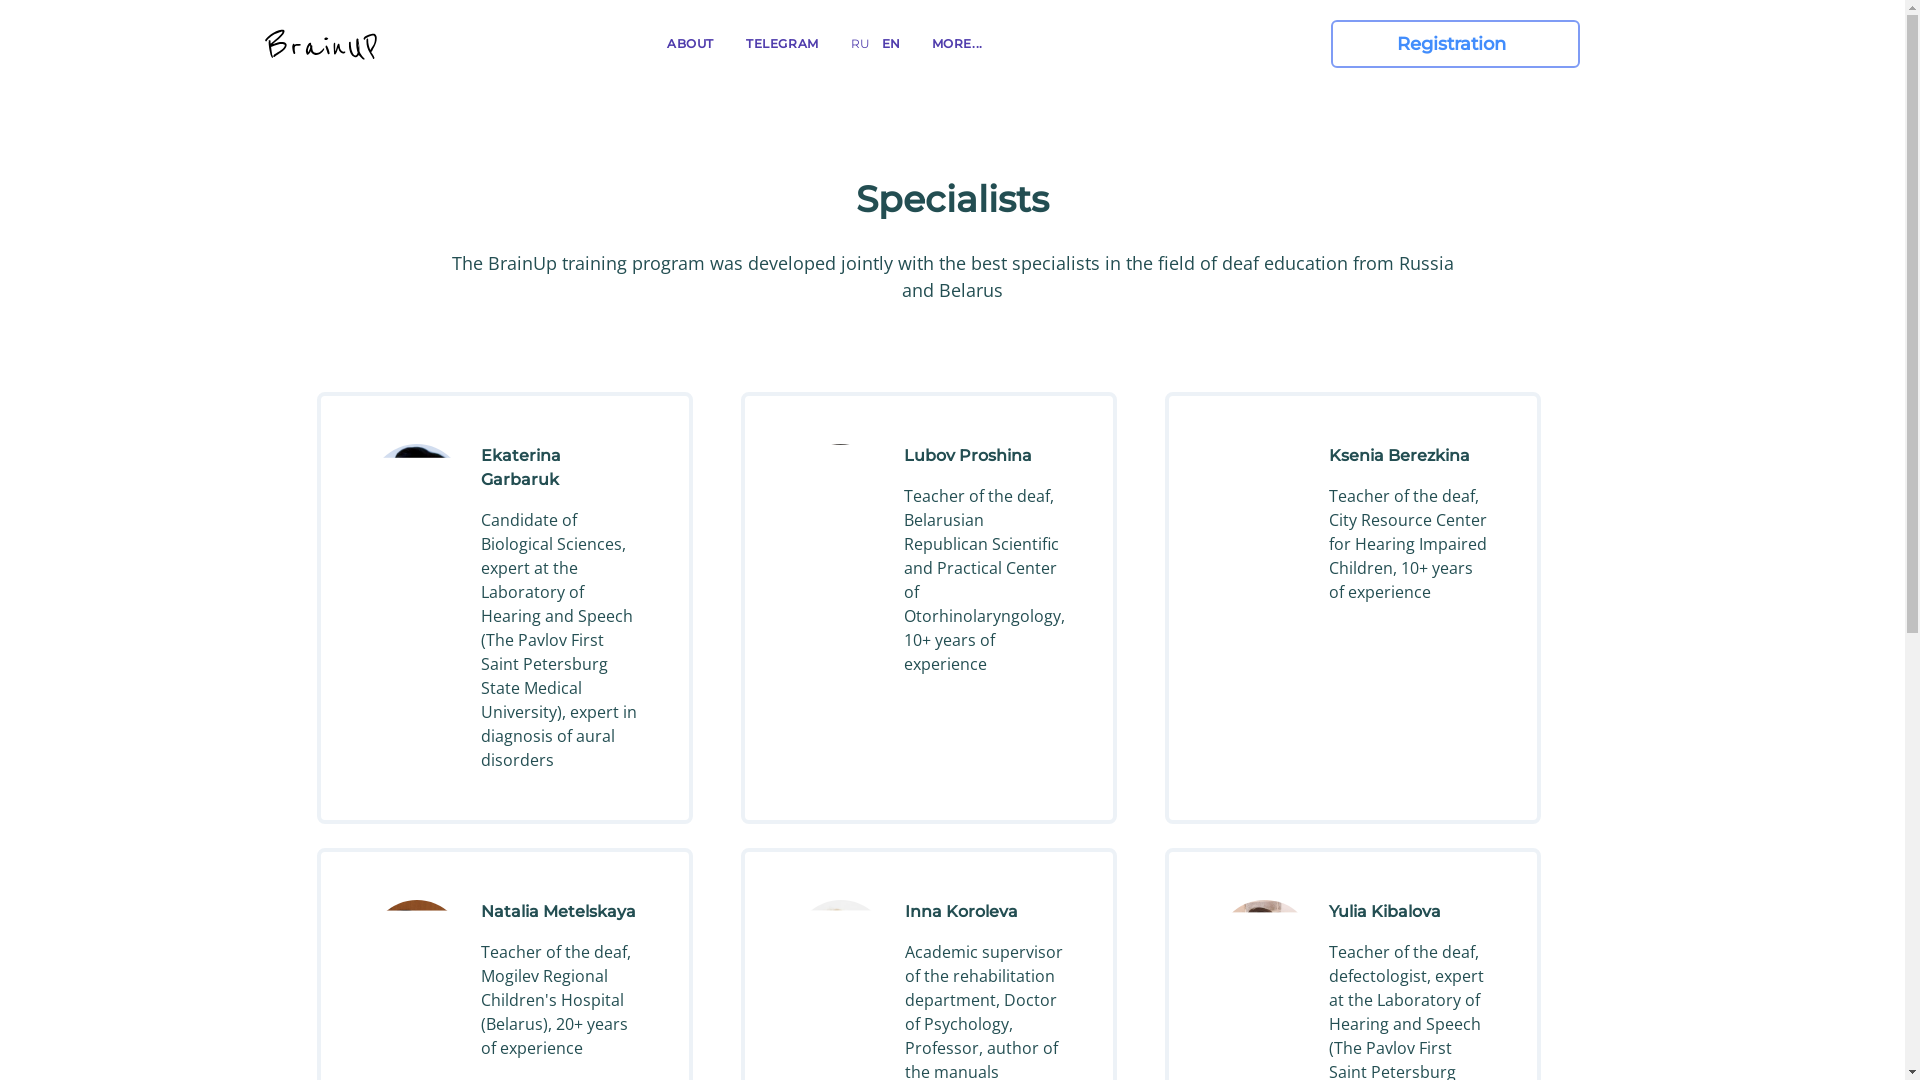 BrainUP
ABOUT
TELEGRAM
RU
EN
MORE...
Registration
Specialists
The BrainUp training program was developed jointly with the best specialists in the field of deaf education from Russia
and Belarus
Ekaterina
Garbaruk
Candidate of
Biological Sciences,
expert at the
Laboratory of
Hearing and Speech
(The Pavlov First
Saint Petersburg
State Medical
University), expert in
diagnosis of aural
disorders
Lubov Proshina
Teacher of the deaf,
Belarusian
Republican Scientific
and Practical Center
of
Otorhinolaryngology,
10+ years of
experience
Ksenia Berezkina
Teacher of the deaf,
City Resource Center
for Hearing Impaired
Children, 10+ years
of experience
Natalia Metelskaya
Teacher of the deaf,
Mogilev Regional
Children's Hospital
(Belarus), 20+ years
of experience
Inna Koroleva
Academic supervisor
of the rehabilitation
department, Doctor
of Psychology,
Professor, author of
the manuals
Yulia Kibalova
Teacher of the deaf,
defectologist, expert
at the Laboratory of
Hearing and Speech
(The Pavlov First
Saint Petersburg